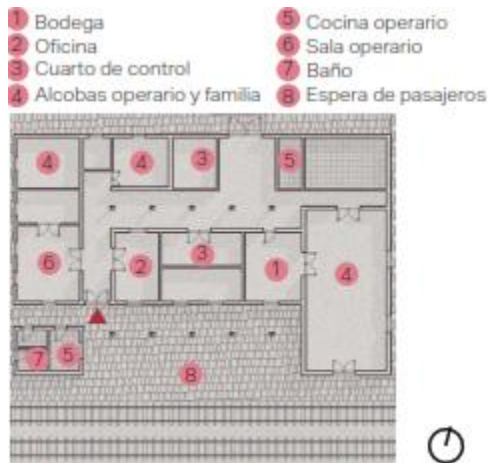 1 Bodega
2 Oficina
3 Cuarto de control
4 Alcobas operario y familia
5 Cocina operario
6 Sala operario
7 Baño
8 Espera de pasajeros
4 4 3 5
6 2 3 1 4
7 5 8